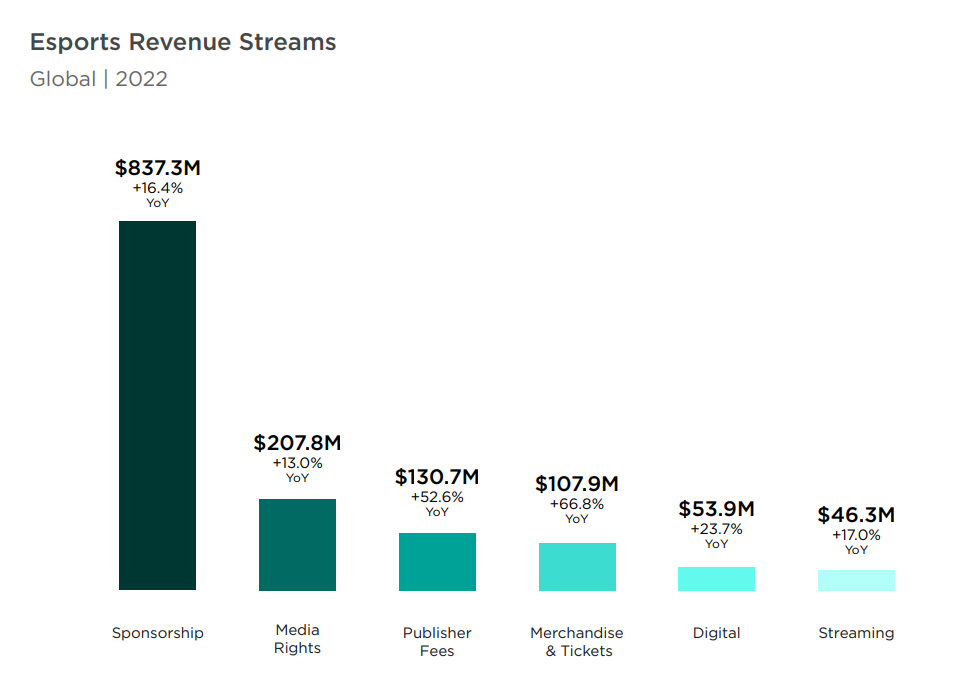 Esports Revenue Streams
Global | 2022
$837.3M
+16.4%
YoY
$207.8M
+13.0%
YoY
$130.7M
+52.6%
YoY
$107.9M
+66.8%
YoY
$53.9M
+23.7%
YoY
$46.3M
+17.0%
YoY
Sponsorship
Media
Rights
Publisher
Fees
Merchandise
& Tickets
Digital
Streaming